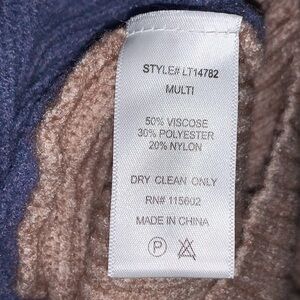 STYLE# LT14782
MULTI
50% VISCOSE
30% POLYESTER
20% NYLON
DRY CLEAN ONLY
RN# 115602
MADE IN CHINA
P